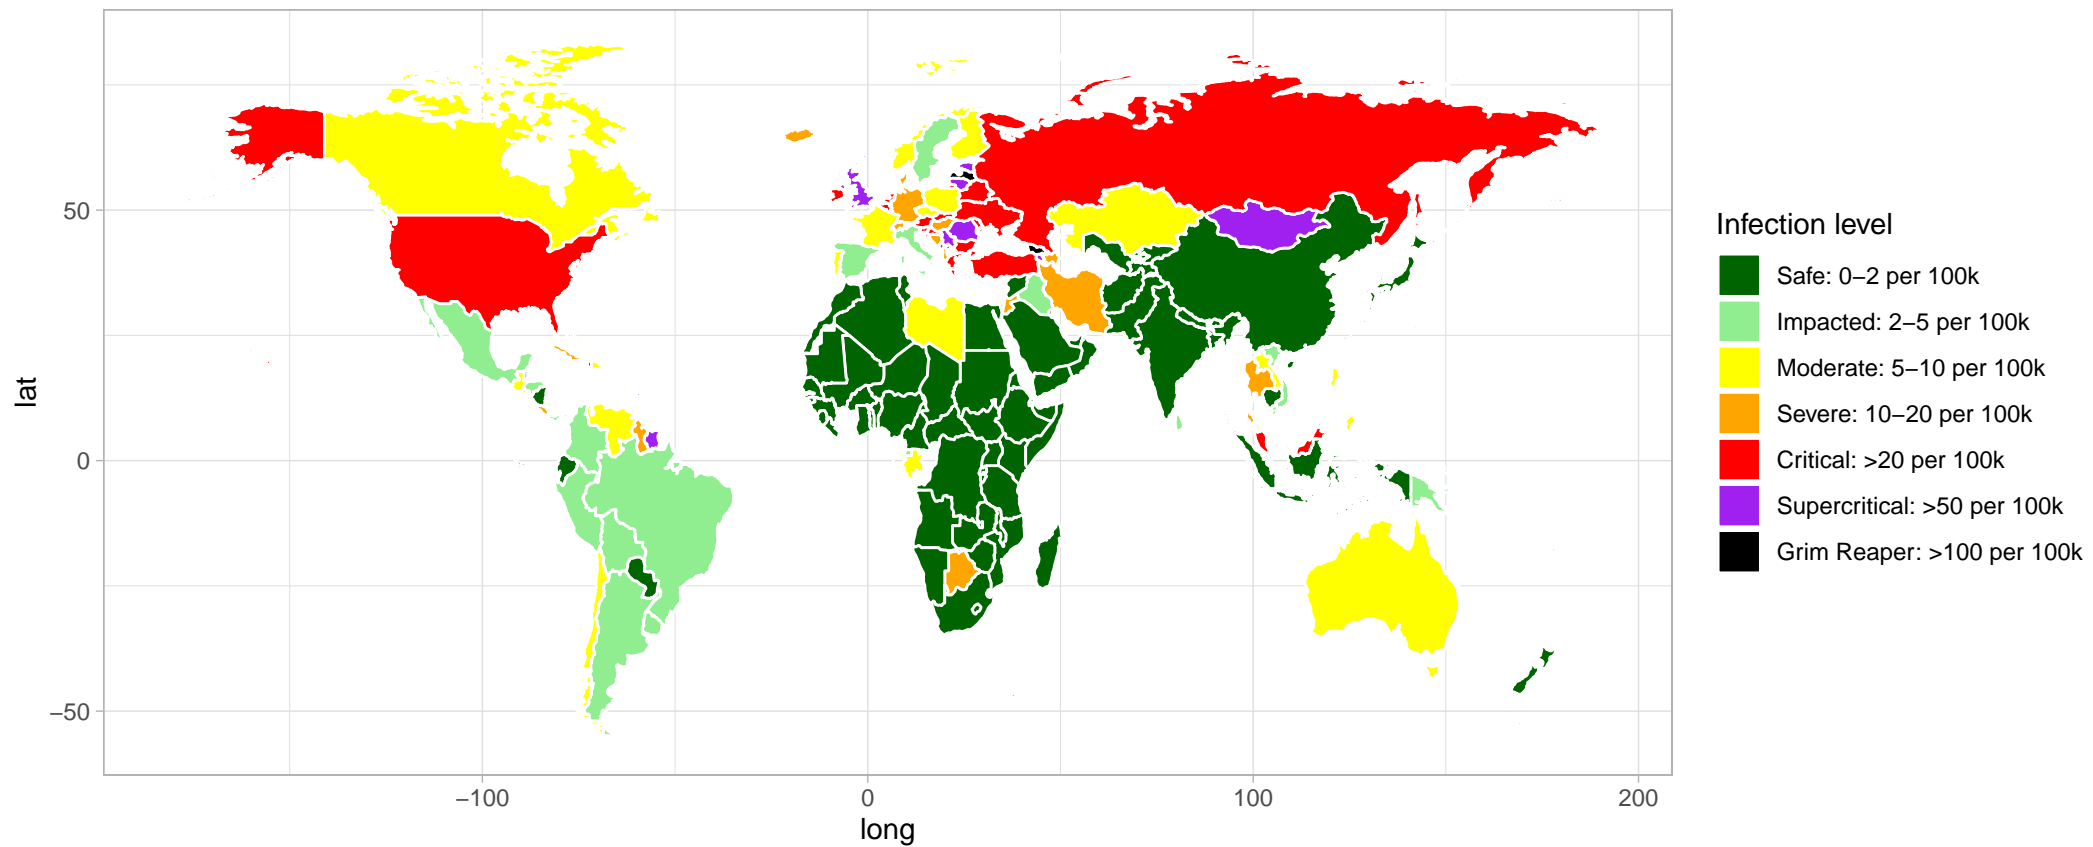 50
0
−50
lat
−100
0
100
200
long
Infection level
Safe: 0−2 per 100k
Impacted: 2−5 per 100k
Moderate: 5−10 per 100k
Severe: 10−20 per 100k
Critical: >20 per 100k
Supercritical: >50 per 100k
Grim Reaper: >100 per 100k